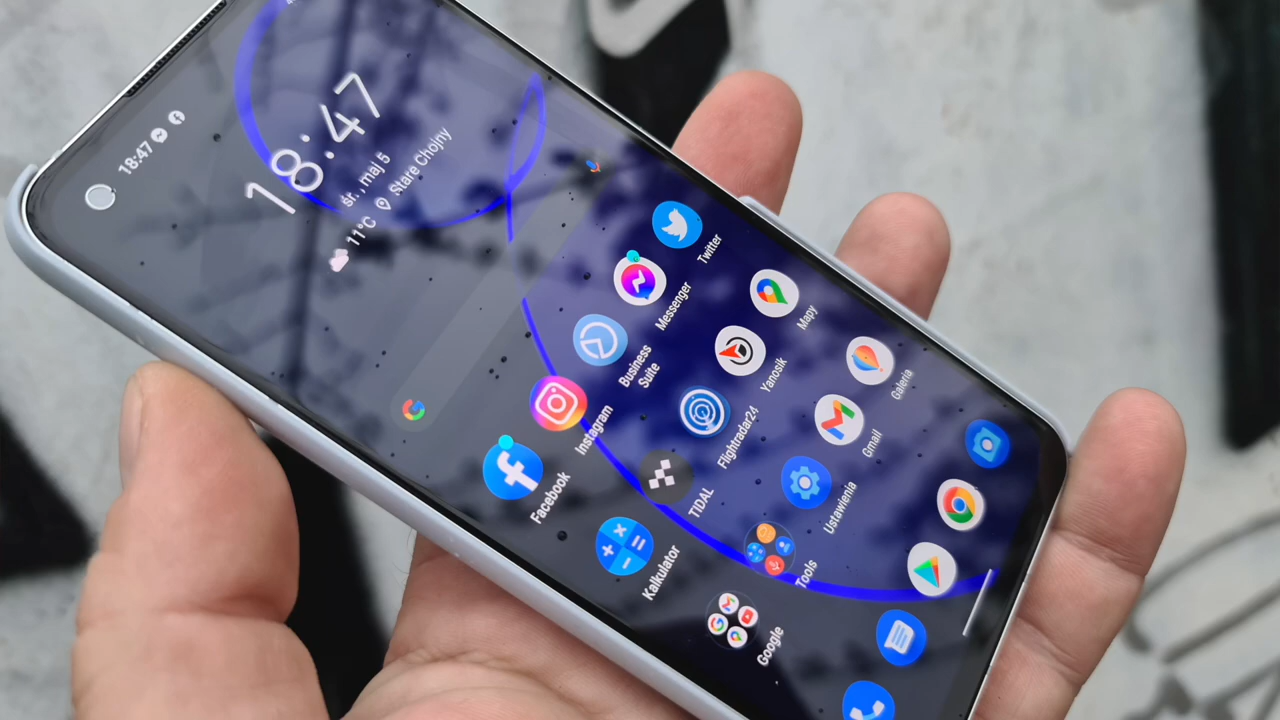 18:47
18:47
śr., maj 5
11°C Stare Chojny
Facebook
Instagram
Business
Suite
Messenger
Twitter
Kalkulator
TIDAL
Flightradar24
Yanosik
Mapy
Google
Tools
Ustawienia
Gmail
Galeria